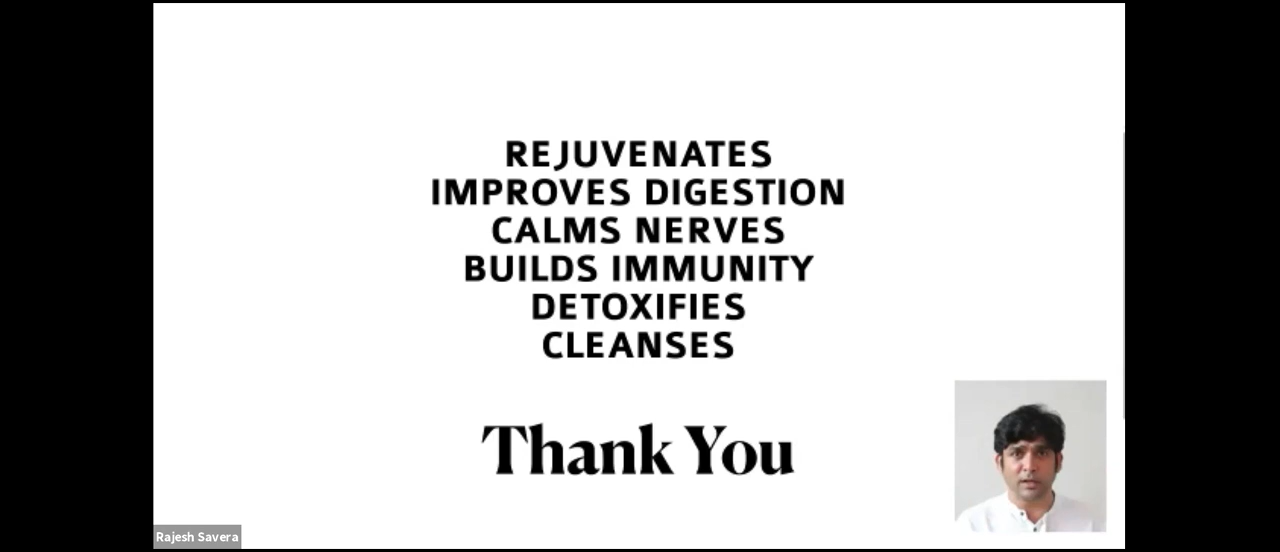 REJUVENATES
IMPROVES DIGESTION
CALMS NERVES
BUILDS IMMUNITY
DETOXIFIES
CLEANSES
Thank You
Rajesh Savera